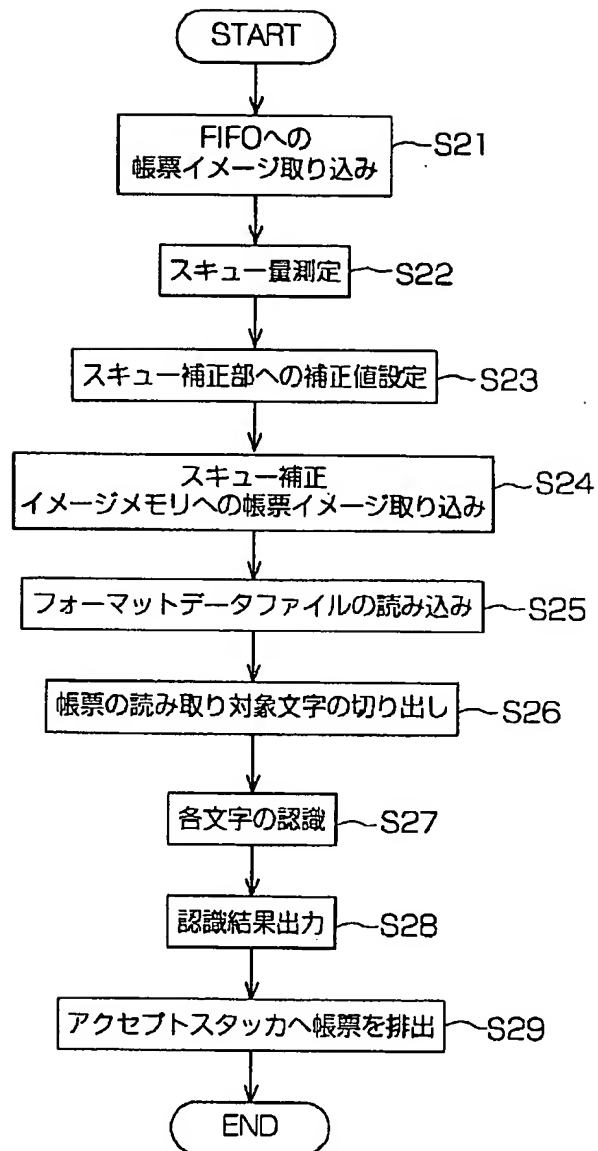 START
FIFOへの
帳票イメージ取り込み
S21
スキュー量測定
S22
スキュー補正部への補正値設定
S23
スキュー補正
イメージメモリへの帳票イメージ取り込み
S24
フォーマットデータファイルの読み込み
S25
帳票の読み取り対象文字の切り出し
S26
各文字の認識
S27
認識結果出力
S28
アクセプトスタッカへ帳票を排出
S29
END